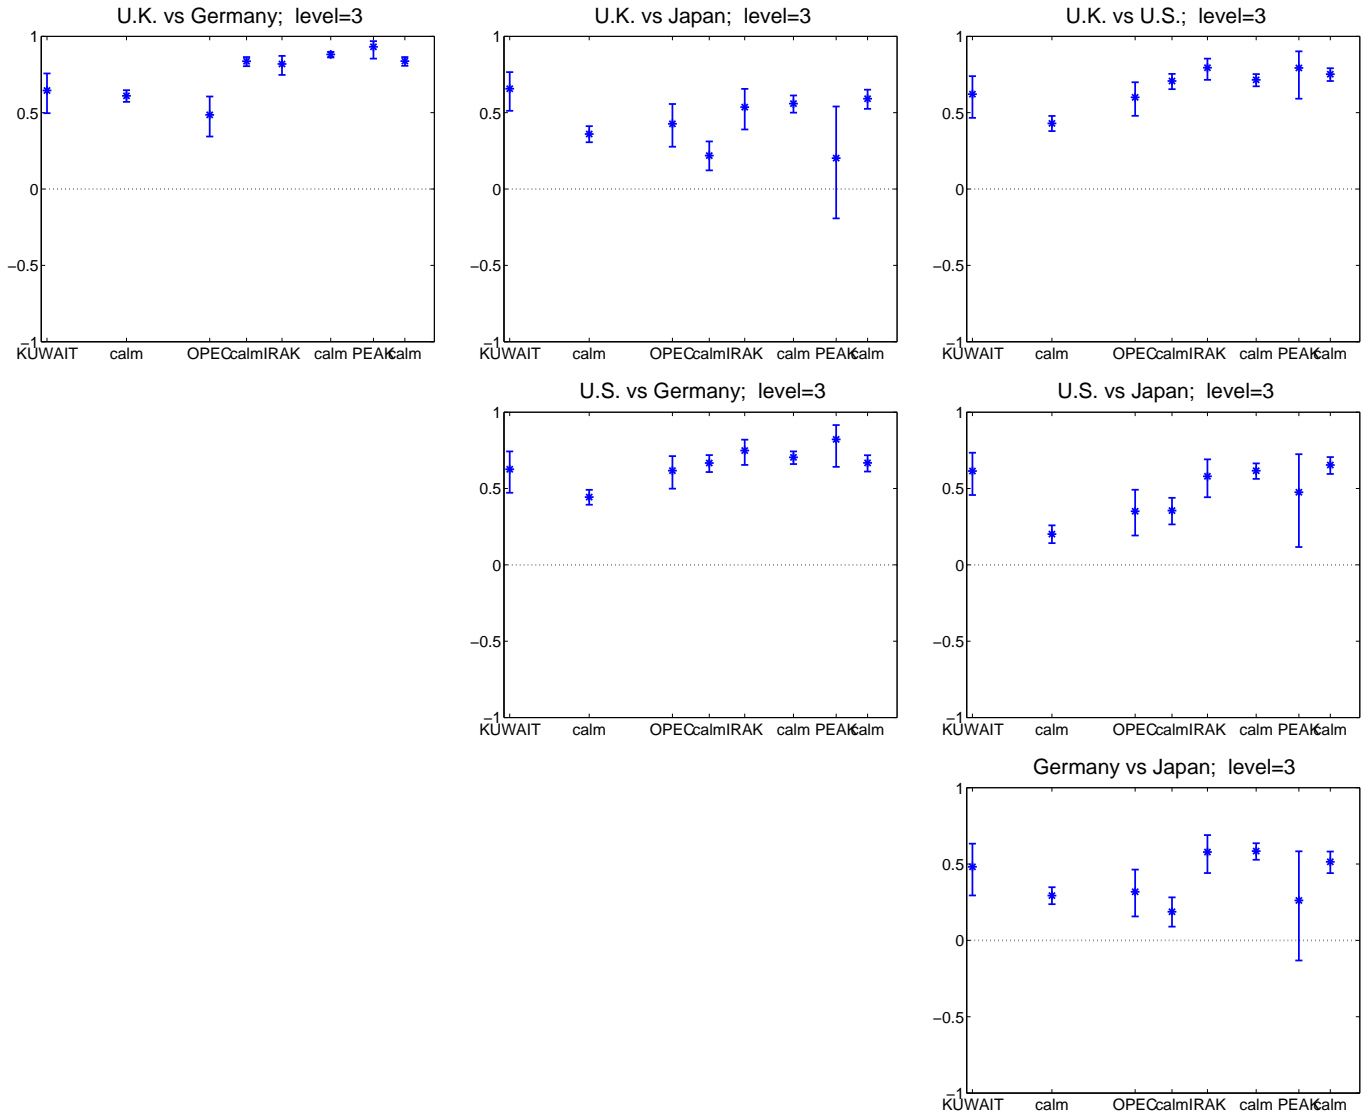 U.K. vs Germany; level=3
1
0.5
0
−0.5
−1
KUWAIT calm OPEC calm IRAK calm PEAK calm
U.K. vs Japan; level=3
1
0.5
0
−0.5
−1
KUWAIT calm OPEC calm IRAK calm PEAK calm
U.K. vs U.S.; level=3
1
0.5
0
−0.5
−1
KUWAIT calm OPEC calm IRAK calm PEAK calm
U.S. vs Germany; level=3
1
0.5
0
−0.5
−1
KUWAIT calm OPEC calm IRAK calm PEAK calm
U.S. vs Japan; level=3
1
0.5
0
−0.5
−1
KUWAIT calm OPEC calm IRAK calm PEAK calm
Germany vs Japan; level=3
1
0.5
0
−0.5
−1
KUWAIT calm OPEC calm IRAK calm PEAK calm